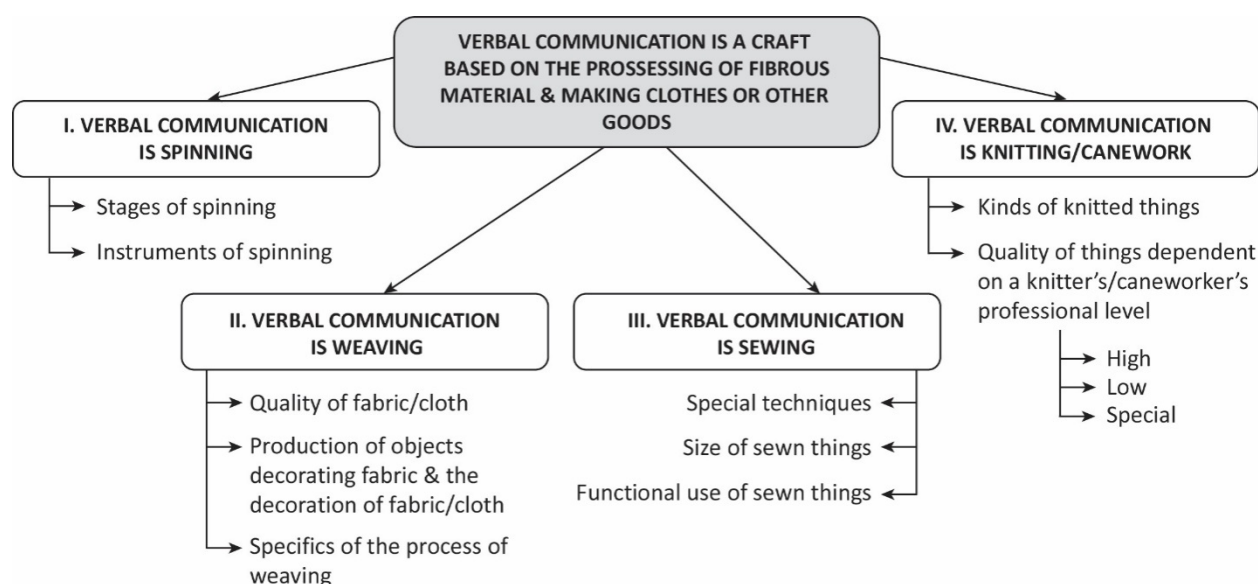 VERBAL COMMUNICATION IS A CRAFT
BASED ON THE PROSSESSING OF FIBROUS
MATERIAL & MAKING CLOTHES OR OTHER
GOODS
I. VERBAL COMMUNICATION
IS SPINNING
Stages of spinning
Instruments of spinning
II. VERBAL COMMUNICATION
IS WEAVING
Quality of fabric/cloth
Production of objects
decorating fabric & the
decoration of fabric/cloth
Specifics of the process of
weaving
III. VERBAL COMMUNICATION
IS SEWING
Special techniques
Size of sewn things
Functional use of sewn things
IV. VERBAL COMMUNICATION
IS KNITTING/CANEWORK
Kinds of knitted things
Quality of things dependent
on a knitter’s/caneworker’s
professional level
High
Low
Special